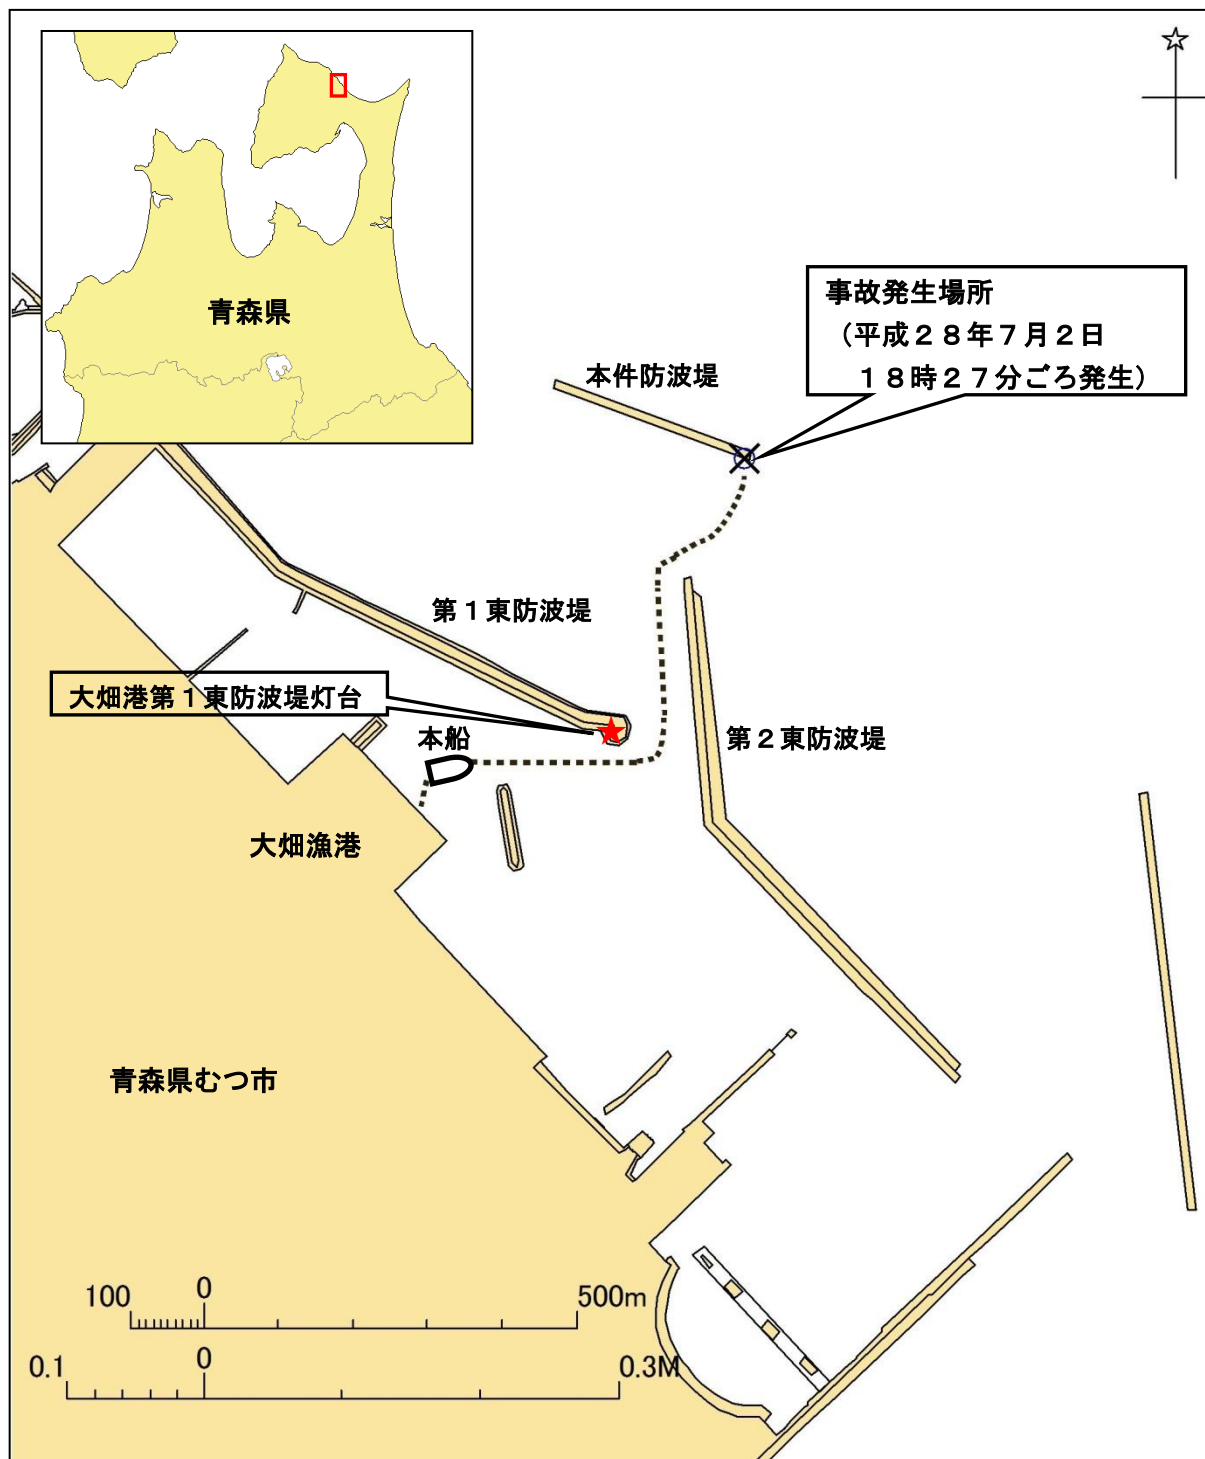 青森県
事故発生場所
（平成２８年７月２日
１８時２７分ごろ発生）
本件防波堤
第１東防波堤
大畑港第１東防波堤灯台
本船
第２東防波堤
大畑漁港
青森県むつ市
100 0 500m
0.1 0 0.3M